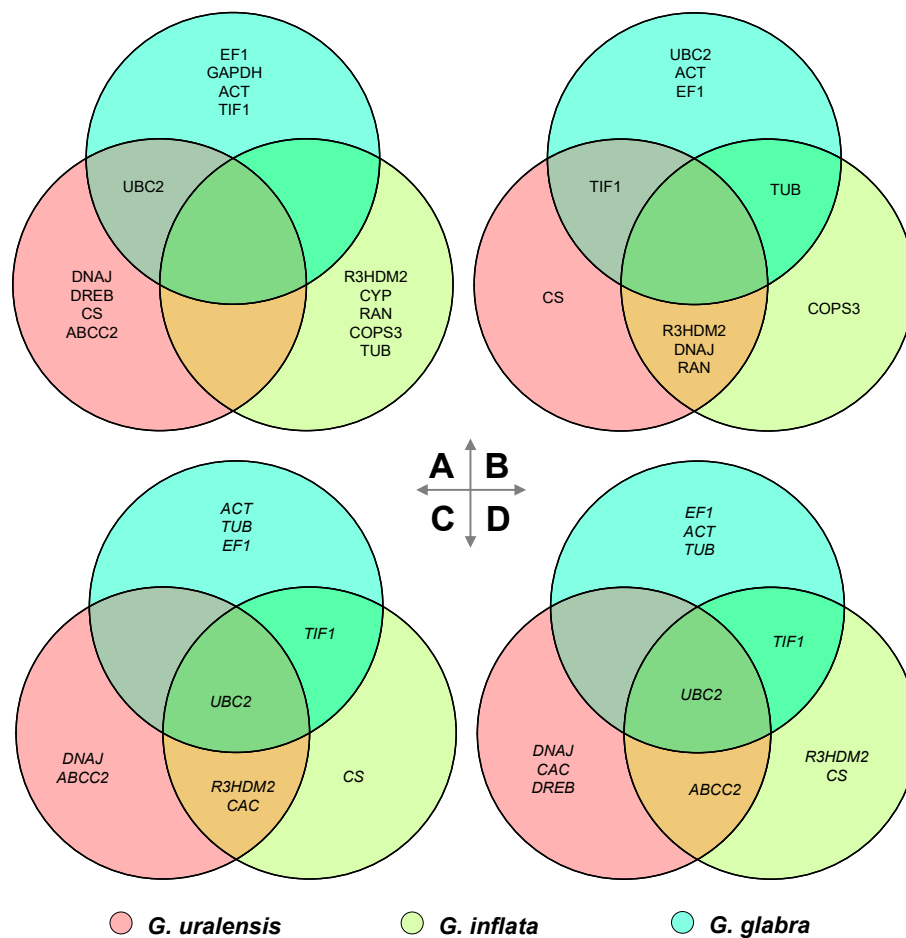 EF1
GAPDH
ACT
TIF1
UBC2
DNAJ
DREB
CS
ABCC2
R3HDM2
CYP
RAN
COPS3
TUB
UBC2
ACT
EF1
TIF1
TUB
CS
COPS3
R3HDM2
DNAJ
RAN
A B
C D
ACT
TUB
EF1
TIF1
UBC2
DNAJ
ABCC2
R3HDM2
CAC
CS
EF1
ACT
TUB
TIF1
UBC2
DNAJ
CAC
DREB
ABCC2
R3HDM2
CS
G. uralensis G. inflata G. glabra